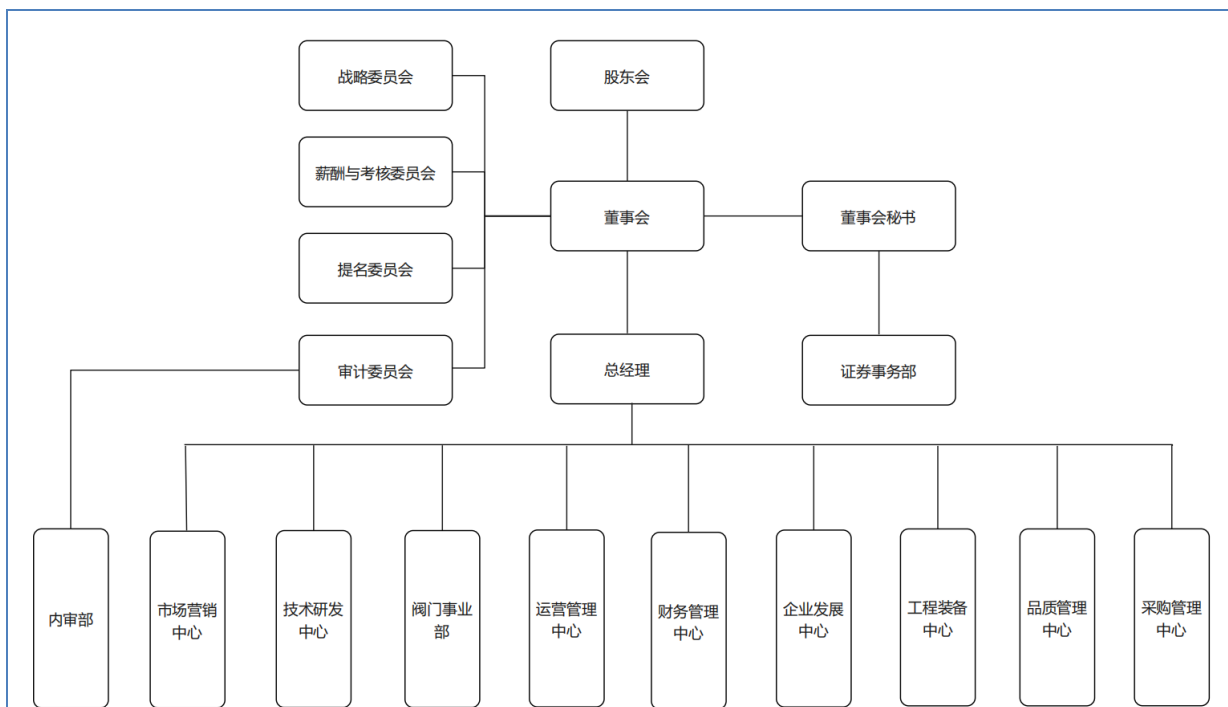 战略委员会
股东会
薪酬与考核委员会
董事会
董事会秘书
提名委员会
审计委员会
总经理
证券事务部
内审部
市场营销
中心
技术研发
中心
阀门事业
部
运营管理
中心
财务管理
中心
企业发展
中心
工程装备
中心
品质管理
中心
采购管理
中心